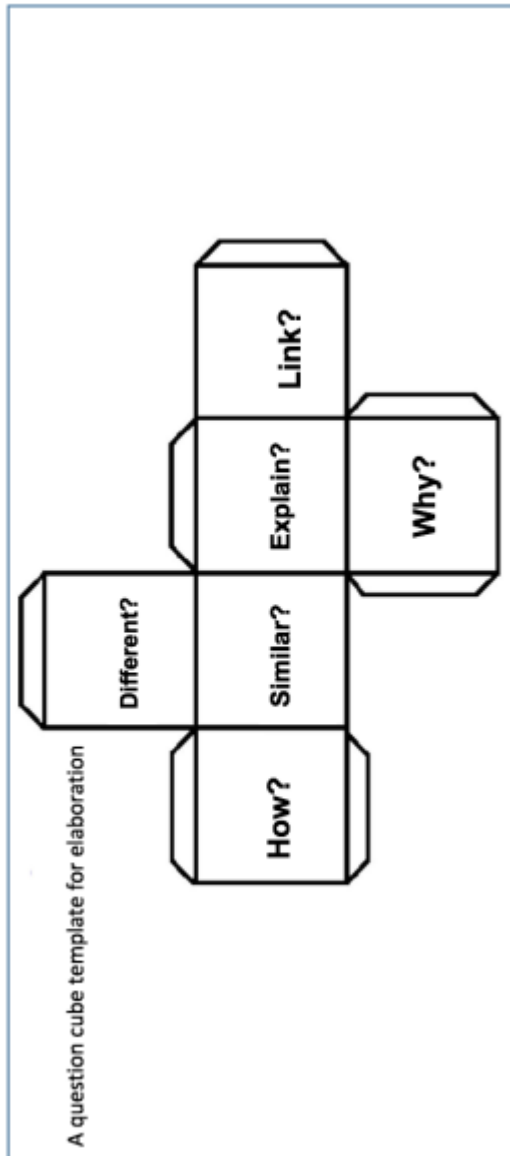 A question cube template for elaboration
Different?
How?
Similar?
Explain?
Link?
Why?